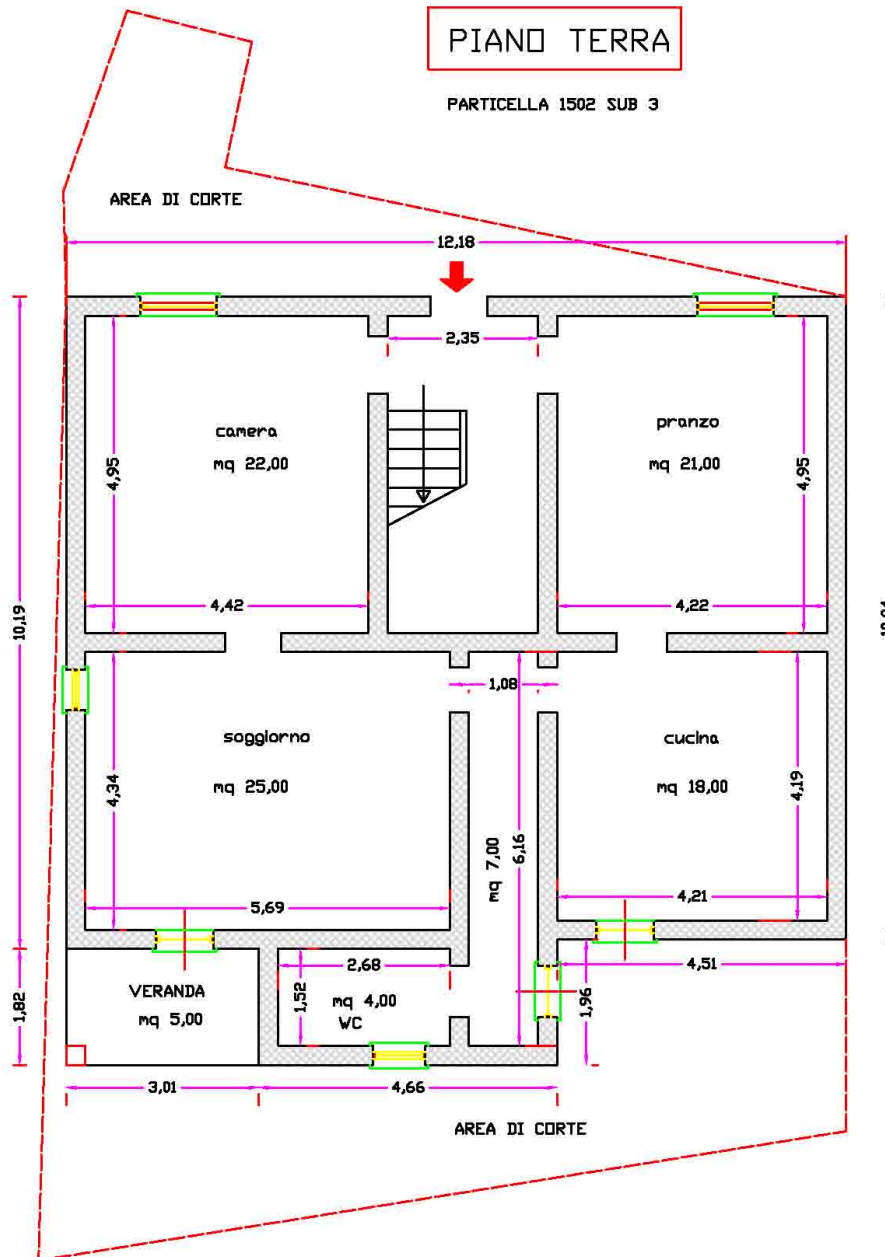 PIANO TERRA
PARTICELLA 1502 SUB 3
AREA DI CORTE
12,18
2,35
camera
mq 22,00
pranzo
mq 21,00
4,95
4,95
4,42
4,22
10,19
1,08
soggiorno
mq 25,00
cucina
mq 18,00
4,34
4,19
mq 7,00
6,16
5,69
4,21
2,68
4,51
VERANDA
mq 5,00
mq 4,00
WC
1,52
1,96
1,82
3,01
4,66
AREA DI CORTE